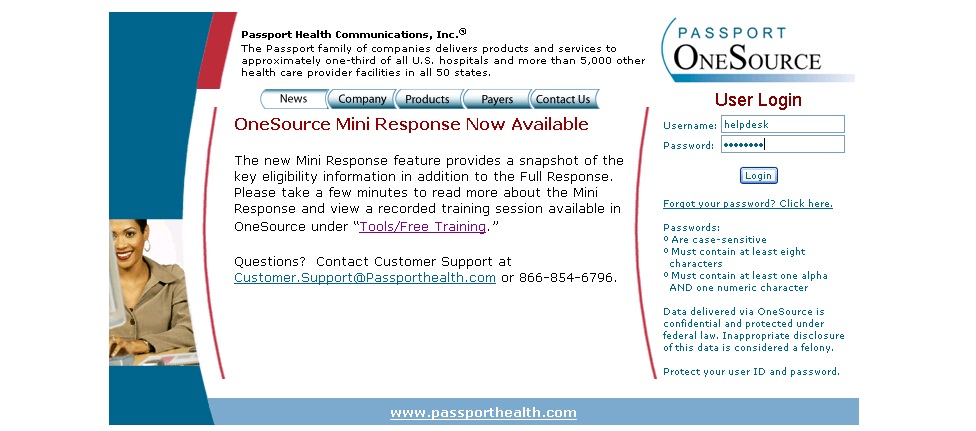 Passport Health Communications, Inc.®
The Passport family of companies delivers products and services to
approximately one-third of all U.S. hospitals and more than 5,000 other
health care provider facilities in all 50 states.
PASSPORT
ONESOURCE
News Company Products Payers Contact Us
OneSource Mini Response Now Available
The new Mini Response feature provides a snapshot of the
key eligibility information in addition to the Full Response.
Please take a few minutes to read more about the Mini
Response and view a recorded training session available in
OneSource under “Tools/Free Training.”
Questions?  Contact Customer Support at
Customer.Support@Passporthealth.com or 866-854-6796.
User Login
Username: helpdesk
Password: ••••••••
Login
Forgot your password? Click here.
Passwords:
º Are case-sensitive
º Must contain at least eight
characters
º Must contain at least one alpha
AND one numeric character
Data delivered via OneSource is
confidential and protected under
federal law. Inappropriate disclosure
of this data is considered a felony.
Protect your user ID and password.
www.passporthealth.com